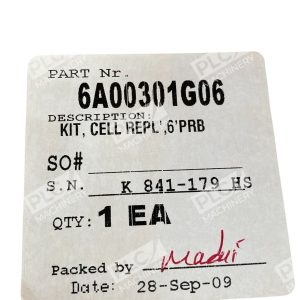 PART Nr.
6A00301G06
DESCRIPTION:
KIT, CELL REPL',6'PRB
SO#
S.N. K 841-179 HS
QTY: 1 EA
Packed by
Date: 28-Sep-09